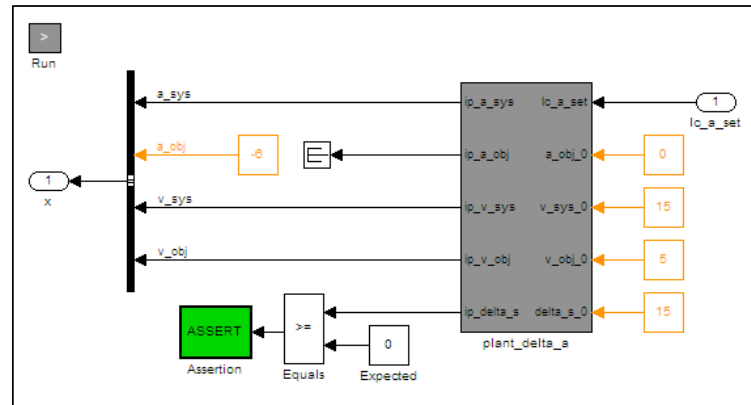 >
Run
a_sys
ip_a_sys
lc_a_set
1
lc_a_set
a_obj
-6
ip_a_obj
a_obj_0
0
1
x
v_sys
ip_v_sys
v_sys_0
15
v_obj
ip_v_obj
v_obj_0
5
ASSERT
Assertion
>=
Equals
0
Expected
ip_delta_s
delta_s_0
15
plant_delta_a